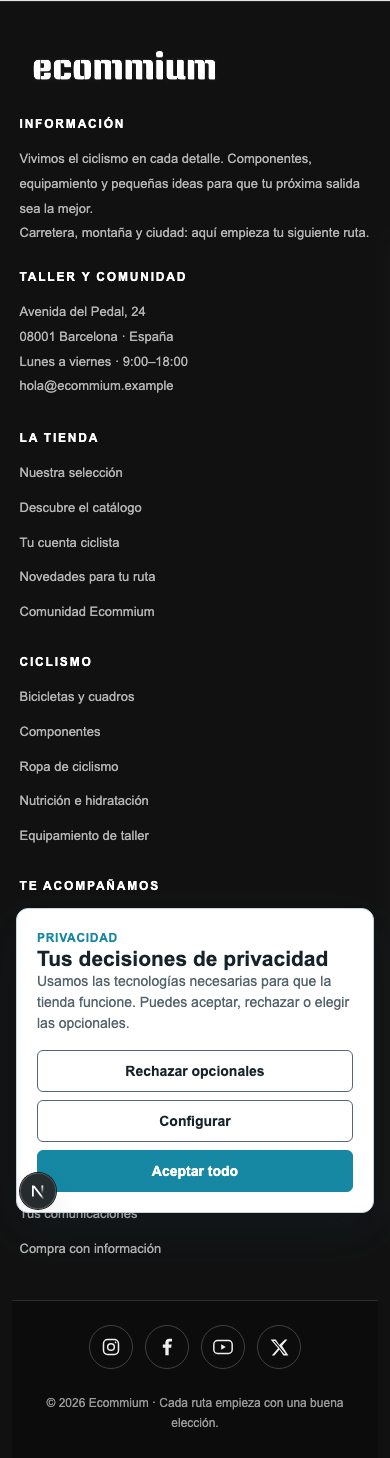 ecommium
INFORMACIÓN
Vivimos el ciclismo en cada detalle. Componentes,
equipamiento y pequeñas ideas para que tu próxima salida
sea la mejor.
Carretera, montaña y ciudad: aquí empieza tu siguiente ruta.
TALLER Y COMUNIDAD
Avenida del Pedal, 24
08001 Barcelona · España
Lunes a viernes · 9:00–18:00
hola@ecommium.example
LA TIENDA
Nuestra selección
Descubre el catálogo
Tu cuenta ciclista
Novedades para tu ruta
Comunidad Ecommium
CICLISMO
Bicicletas y cuadros
Componentes
Ropa de ciclismo
Nutrición e hidratación
Equipamiento de taller
TE ACOMPAÑAMOS
PRIVACIDAD
Tus decisiones de privacidad
Usamos las tecnologías necesarias para que la
tienda funcione. Puedes aceptar, rechazar o elegir
las opcionales.
Rechazar opcionales
Configurar
Aceptar todo
N
Tus comunicaciones
Compra con información
© 2026 Ecommium · Cada ruta empieza con una buena
elección.